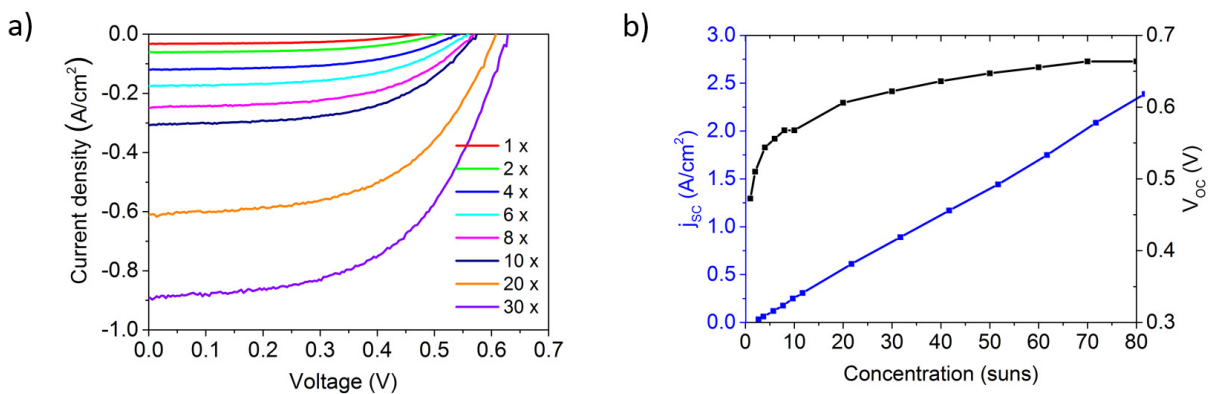 a)
Current density (A/cm²)
0.0
-0.2
-0.4
-0.6
-0.8
-1.0
0.0 0.1 0.2 0.3 0.4 0.5 0.6 0.7
Voltage (V)
1 x
2 x
4 x
6 x
8 x
10 x
20 x
30 x
b)
j_SC (A/cm²)
3.0
2.5
2.0
1.5
1.0
0.5
0.0
0 10 20 30 40 50 60 70 80
Concentration (suns)
0.7
0.6
0.5
0.4
0.3
V_OC (V)